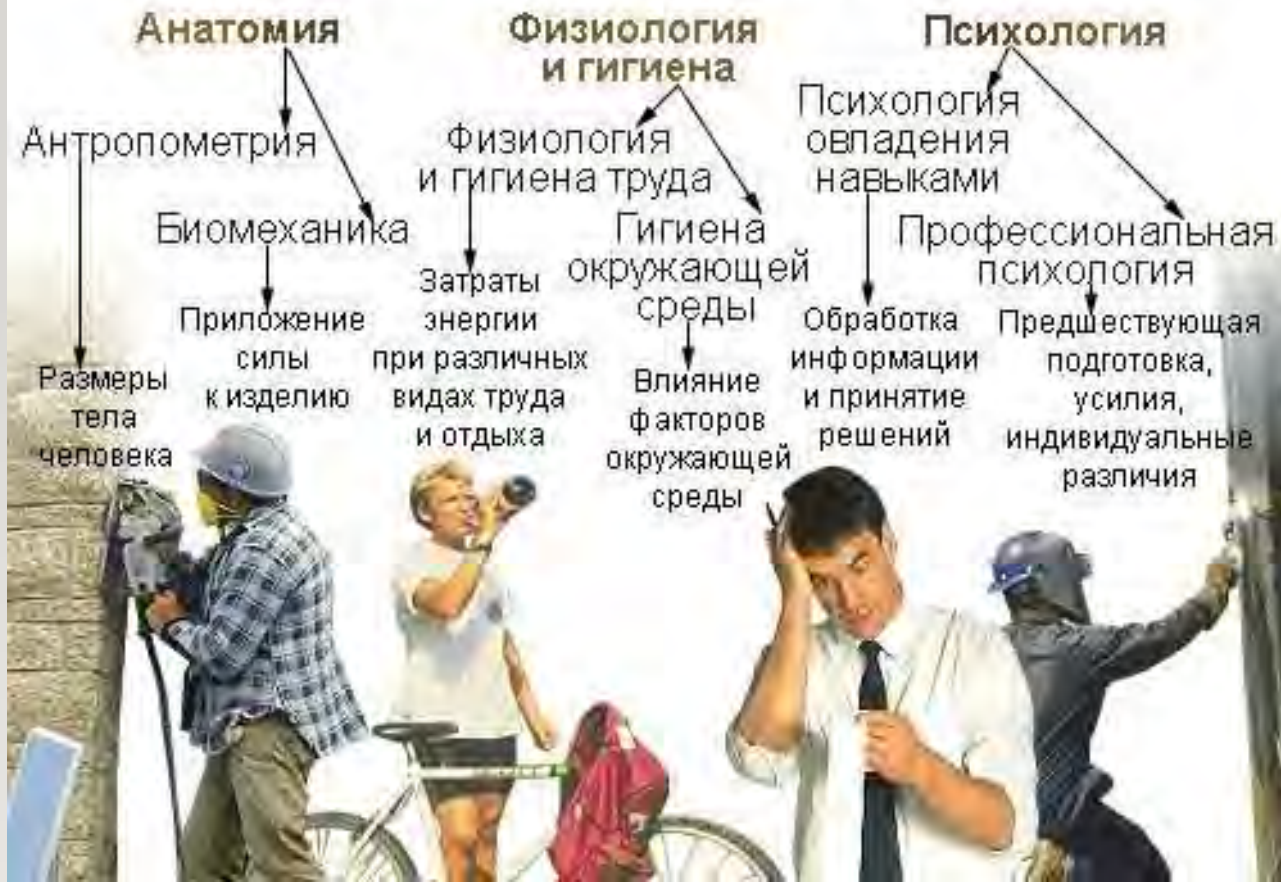 Анатомия
Антропометрия
Размеры
тела
человека
Биомеханика
Приложение
силы
к изделию
Физиология
и гигиена
Физиология
и гигиена труда
Затраты
энергии
при различных
видах труда
и отдыха
Гигиена
окружающей
среды
Влияние
факторов
окружающей
среды
Психология
Психология
овладения
навыками
Обработка
информации
и принятие
решений
Профессиональная
психология
Предшествующая
подготовка,
усилия,
индивидуальные
различия